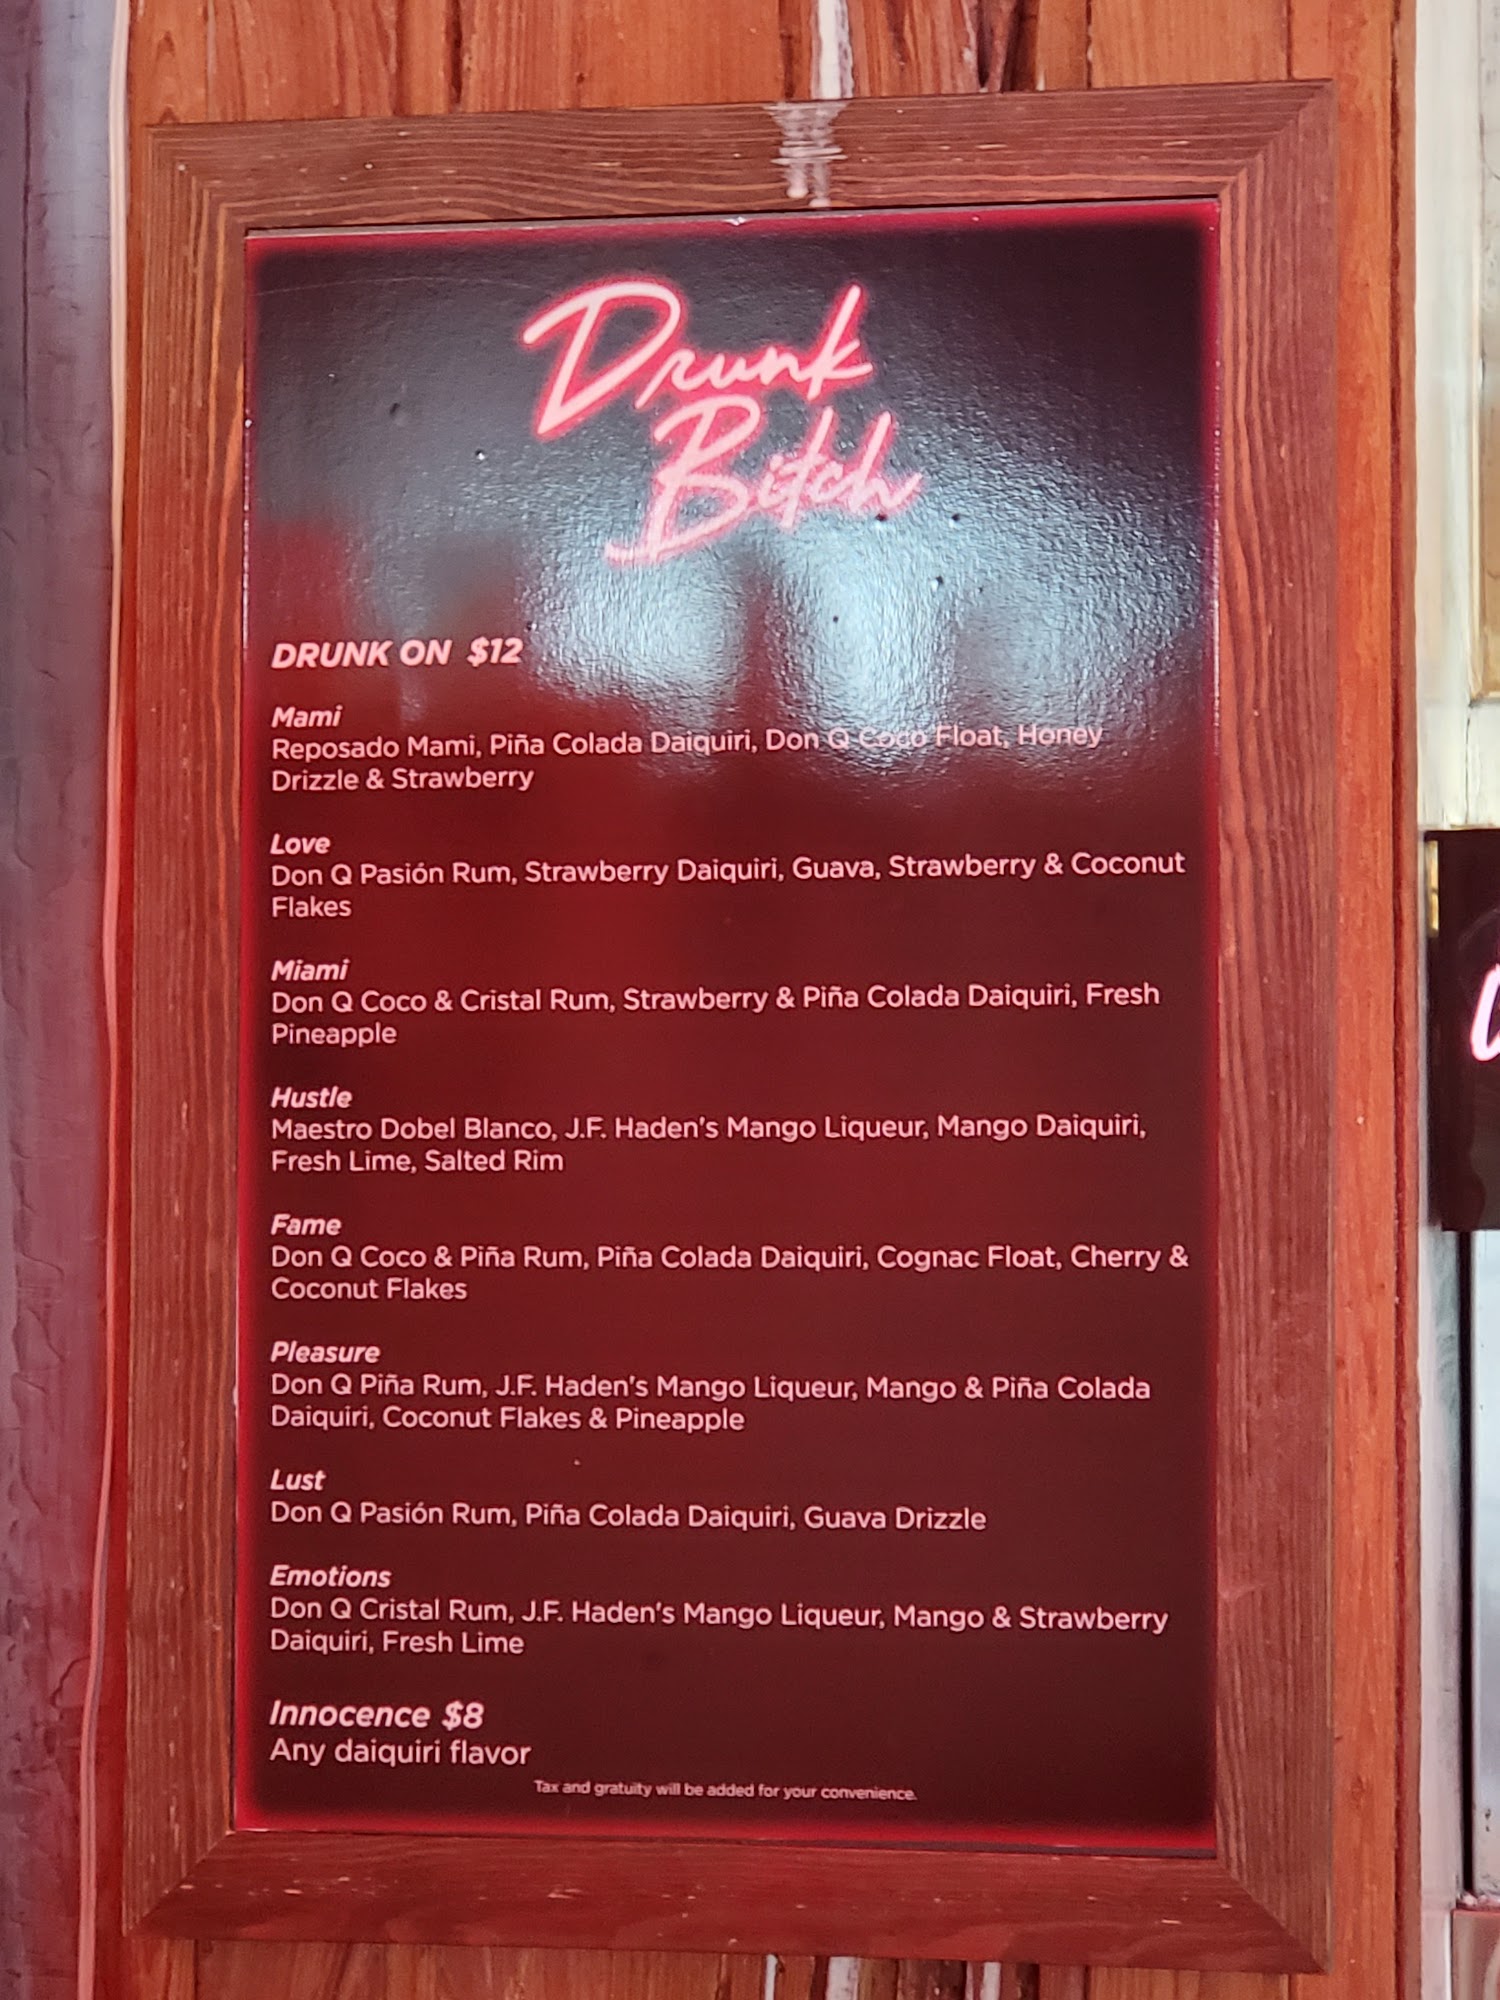 Drunk
Bitch
DRUNK ON $12
Mami
Reposado Mami, Piña Colada Daiquiri, Don Q Coco Float, Honey
Drizzle & Strawberry
Love
Don Q Pasión Rum, Strawberry Daiquiri, Guava, Strawberry & Coconut
Flakes
Miami
Don Q Coco & Cristal Rum, Strawberry & Piña Colada Daiquiri, Fresh
Pineapple
Hustle
Maestro Dobel Blanco, J.F. Haden's Mango Liqueur, Mango Daiquiri,
Fresh Lime, Salted Rim
Fame
Don Q Coco & Piña Rum, Piña Colada Daiquiri, Cognac Float, Cherry &
Coconut Flakes
Pleasure
Don Q Piña Rum, J.F. Haden's Mango Liqueur, Mango & Piña Colada
Daiquiri, Coconut Flakes & Pineapple
Lust
Don Q Pasión Rum, Piña Colada Daiquiri, Guava Drizzle
Emotions
Don Q Cristal Rum, J.F. Haden's Mango Liqueur, Mango & Strawberry
Daiquiri, Fresh Lime
Innocence $8
Any daiquiri flavor
Tax and gratuity will be added for your convenience.